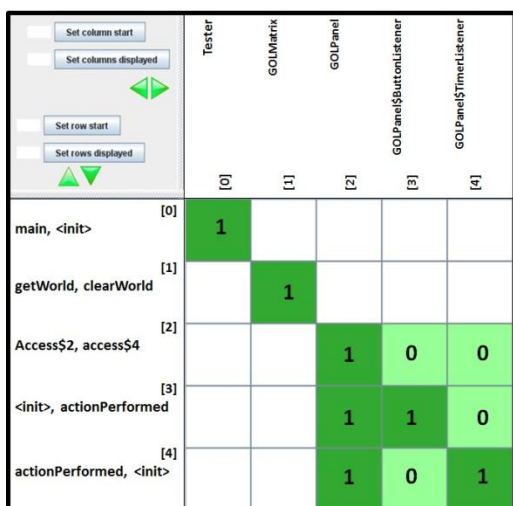 Set column start
Set columns displayed
Set row start
Set rows displayed
Tester
GOLMatrix
GOLPanel
GOLPanel$ButtonListener
GOLPanel$TimerListener
[0] [1] [2] [3] [4]
[0]
main, <init> 1
[1]
getWorld, clearWorld 1
[2]
Access$2, access$4 1 0 0
[3]
<init>, actionPerformed 1 1 0
[4]
actionPerformed, <init> 1 0 1